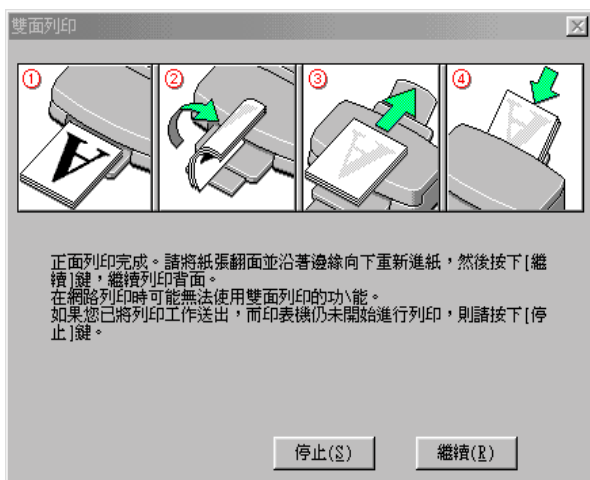 雙面列印
① ② ③ ④
A
正面列印完成。請將紙張翻面並沿著邊緣向下重新進紙,然後按下[繼
續]鍵,繼續列印背面。
在網路列印時可能無法使用雙面列印的功\能。
如果您已將列印工作送出,而印表機仍未開始進行列印,則請按下[停
止]鍵。
停止(S) 繼續(R)